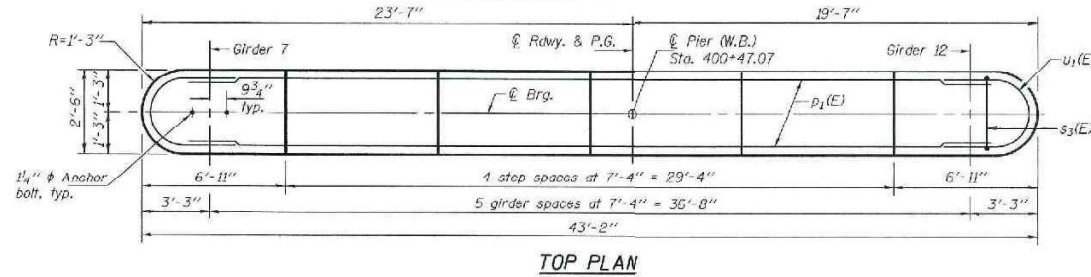 23'-7"
19'-7"
R=1'-3"
Girder 7
℄ Rdwy. & P.G.
℄ Pier (W.B.)
Sta. 400+47.07
Girder 12
u1(E)
2'-6"
1'-3"
1'-3"
9¾"
typ.
℄ Brg.
p1(E)
s3(E)
1¼" ϕ Anchor
bolt, typ.
6'-11"
4 step spaces at 7'-4" = 29'-4"
6'-11"
3'-3"
5 girder spaces at 7'-4" = 36'-8"
3'-3"
43'-2"
TOP PLAN